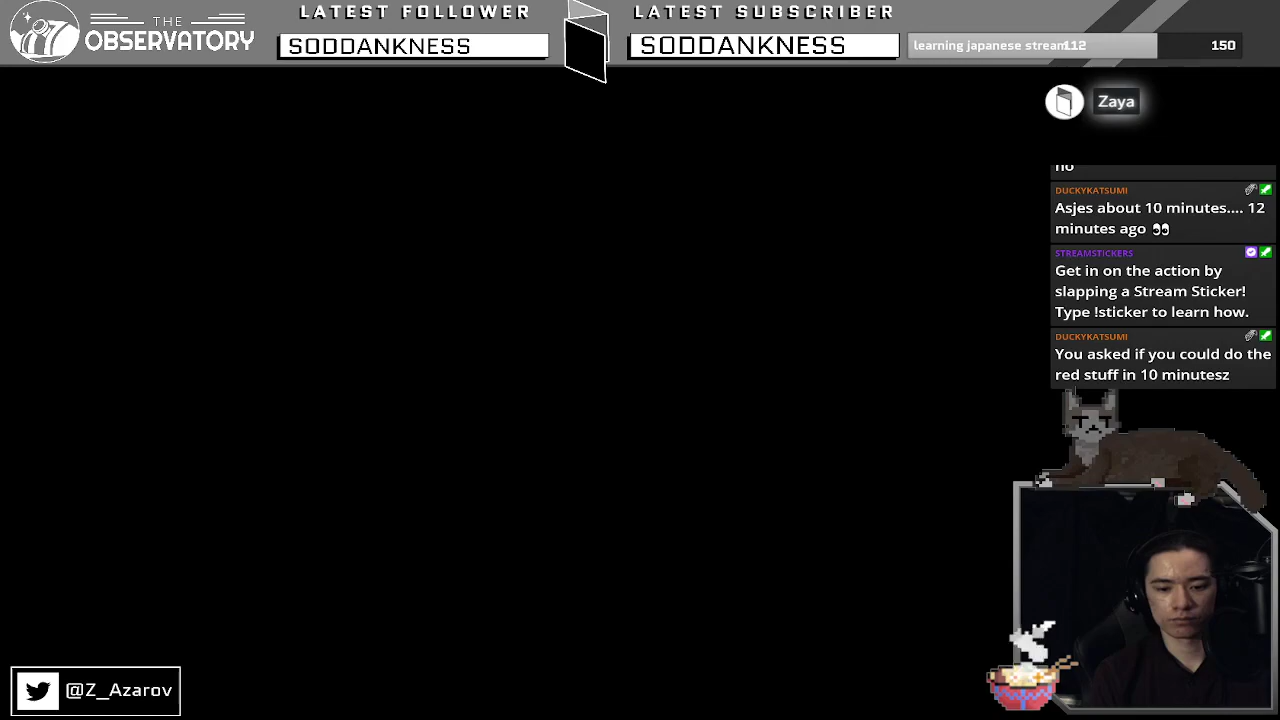 THE
OBSERVATORY
LATEST FOLLOWER
SODDANKNESS
LATEST SUBSCRIBER
SODDANKNESS
learning japanese stream
112
150
Zaya
no
DUCKYKATSUMI
Asjes about 10 minutes.... 12
minutes ago 👀
STREAMSTICKERS
Get in on the action by
slapping a Stream Sticker!
Type !sticker to learn how.
DUCKYKATSUMI
You asked if you could do the
red stuff in 10 minutesz
@Z_Azarov